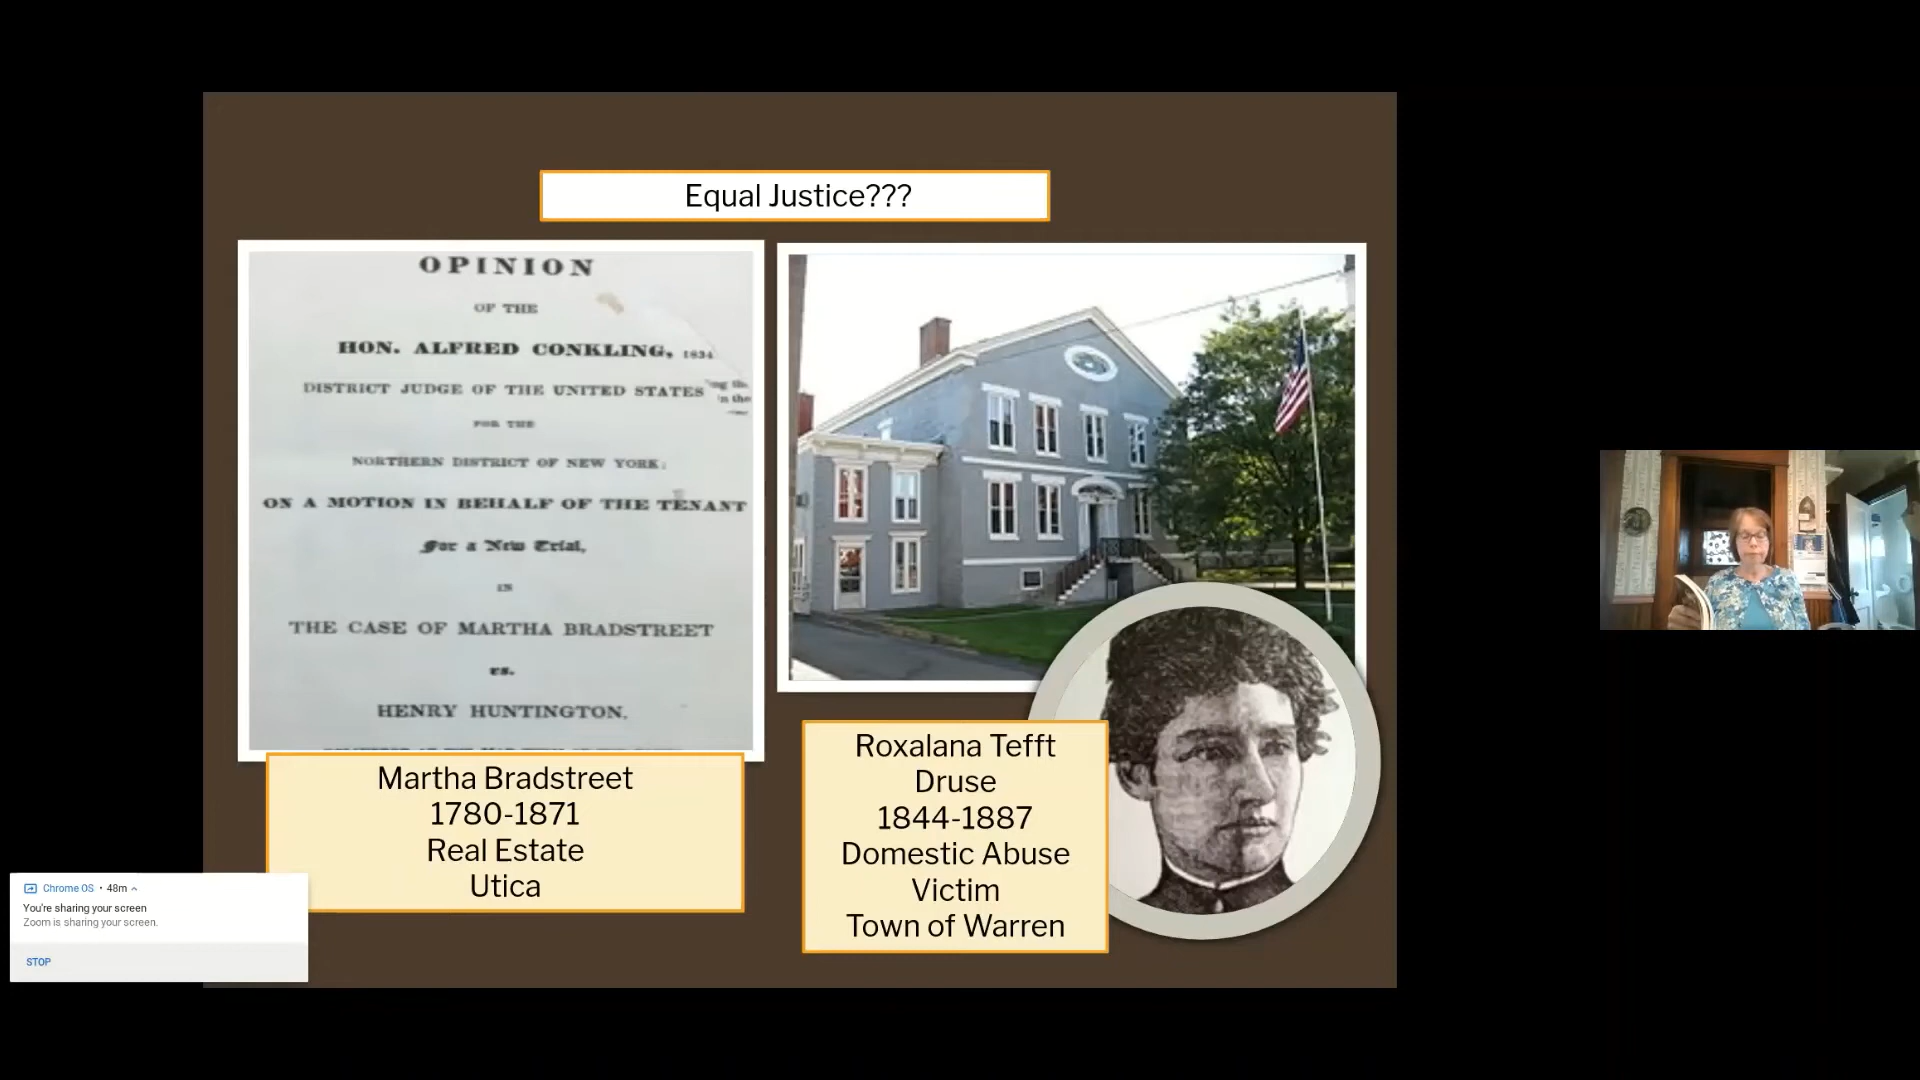 Equal Justice???
OPINION
OF THE
HON. ALFRED CONKLING, 1834
DISTRICT JUDGE OF THE UNITED STATES
FOR THE
NORTHERN DISTRICT OF NEW YORK;
ON A MOTION IN BEHALF OF THE TENANT
For a New Trial,
IN
THE CASE OF MARTHA BRADSTREET
vs.
HENRY HUNTINGTON,
Martha Bradstreet
1780-1871
Real Estate
Utica
Roxalana Tefft
Druse
1844-1887
Domestic Abuse
Victim
Town of Warren
Chrome OS • 48m
You're sharing your screen
Zoom is sharing your screen.
STOP